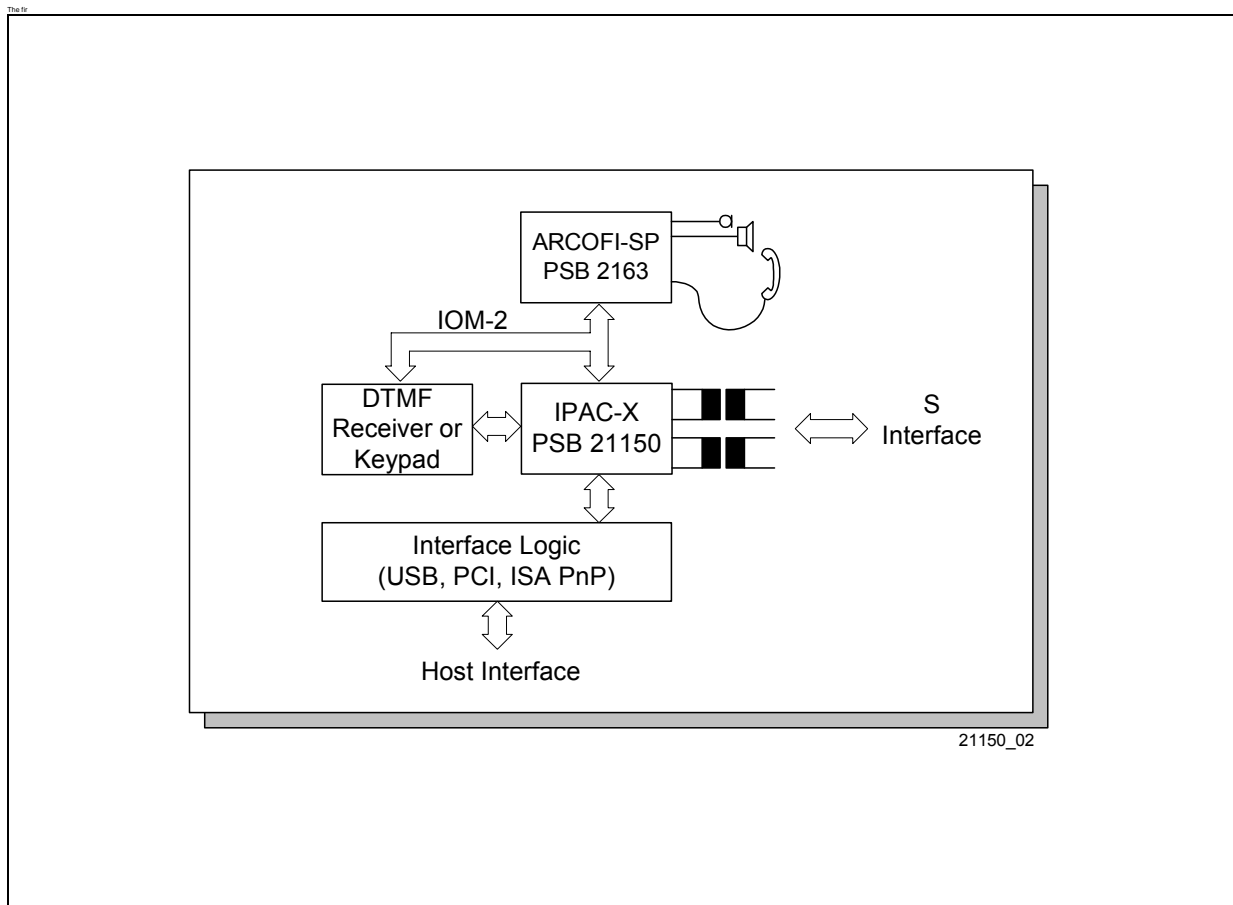 The fir
ARCOFI-SP
PSB 2163
IOM-2
DTMF
Receiver or
Keypad
IPAC-X
PSB 21150
S
Interface
Interface Logic
(USB, PCI, ISA PnP)
Host Interface
21150_02